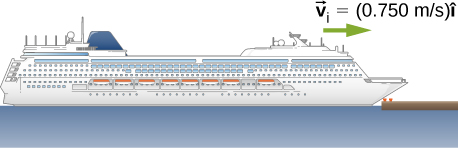 v⃗ᵢ = (0.750 m/s)î